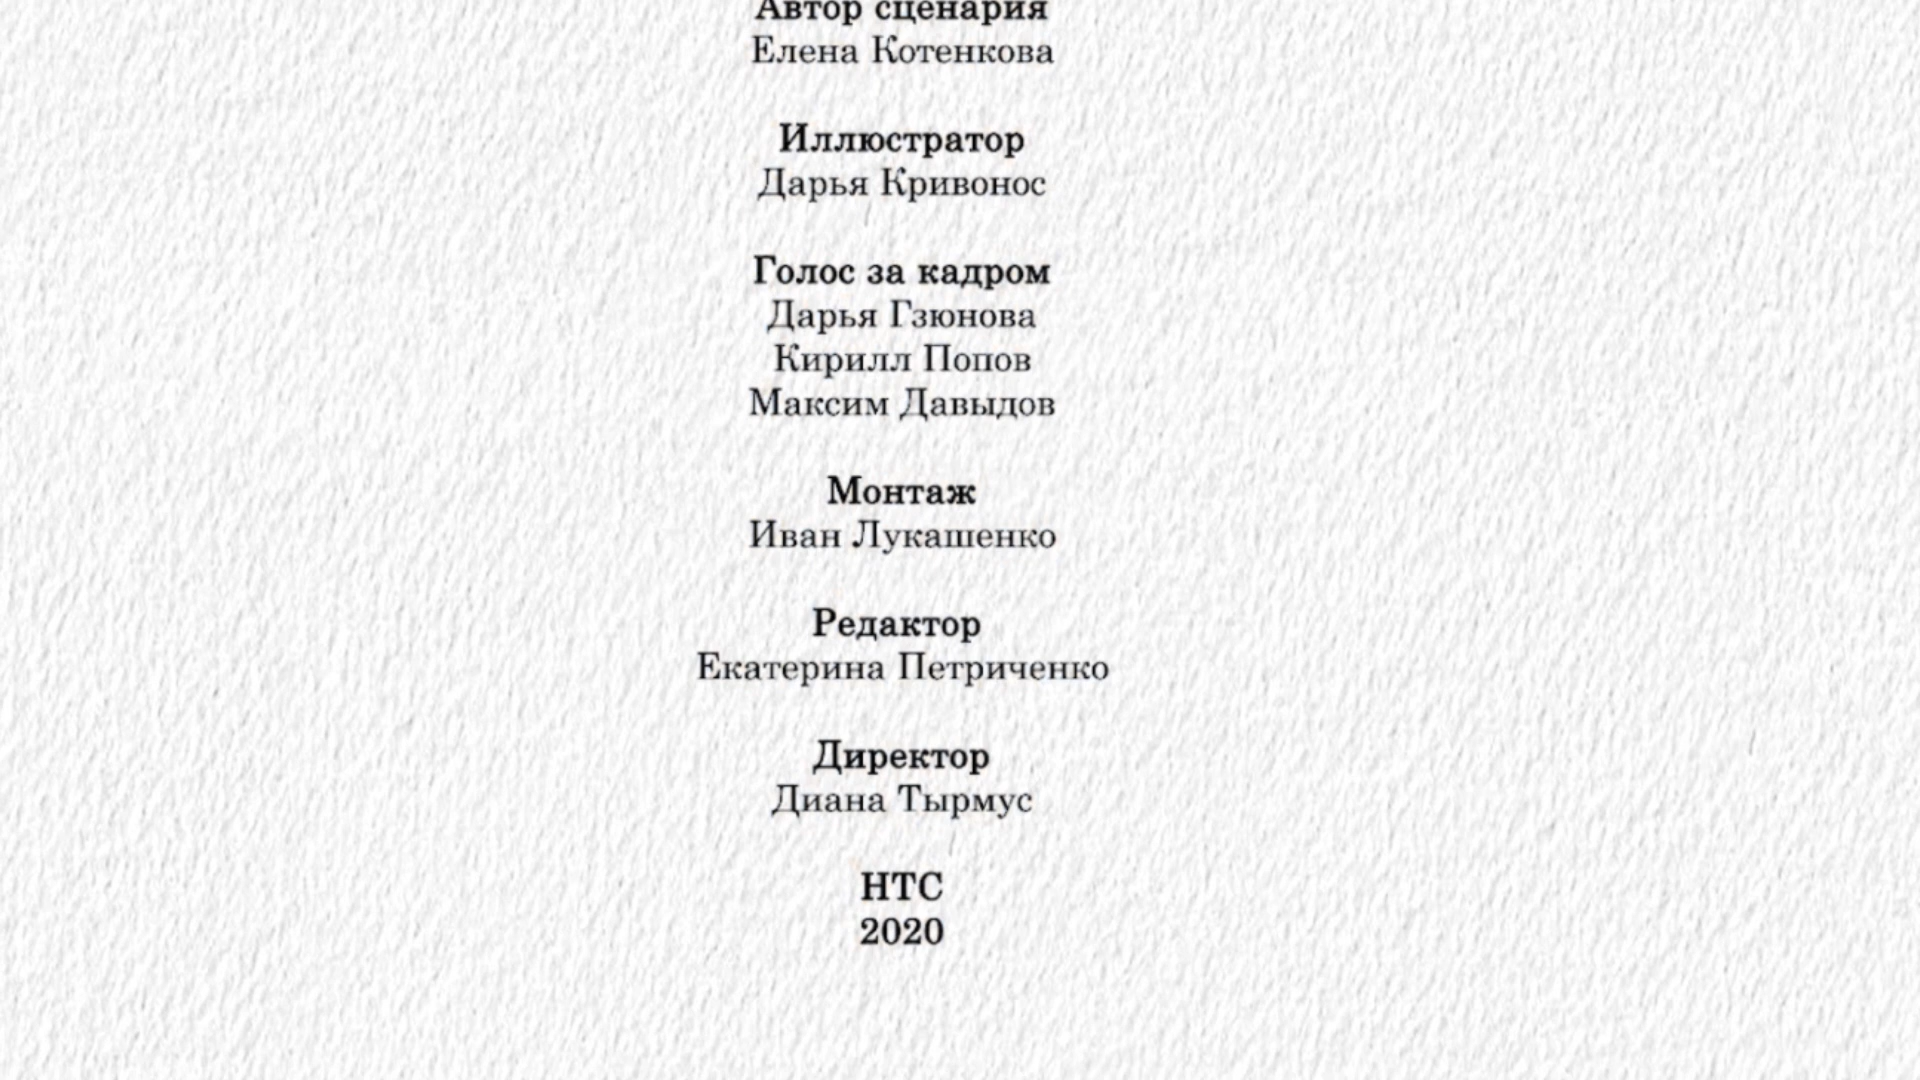 Автор сценария
Елена Котенкова
Иллюстратор
Дарья Кривонос
Голос за кадром
Дарья Гзюнова
Кирилл Попов
Максим Давыдов
Монтаж
Иван Лукашенко
Редактор
Екатерина Петриченко
Директор
Диана Тырмус
НТС
2020